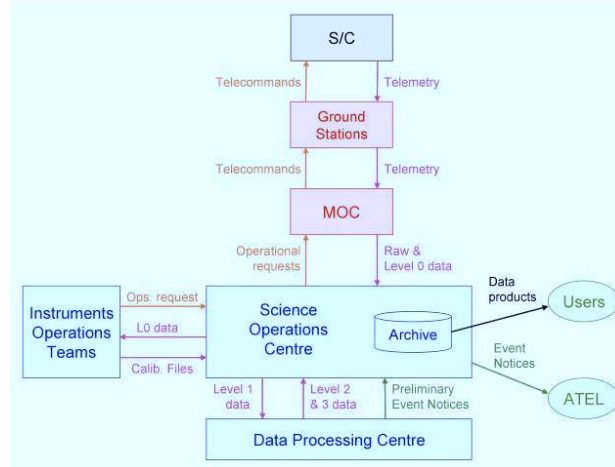 S/C
Telecommands
Telemetry
Ground
Stations
Telecommands
Telemetry
MOC
Operational
requests
Raw &
Level 0 data
Instruments
Operations
Teams
Ops. request
L0 data
Calib. Files
Science
Operations
Centre
Archive
Data
products
Users
Event
Notices
ATEL
Level 1
data
Level 2
& 3 data
Preliminary
Event Notices
Data Processing Centre